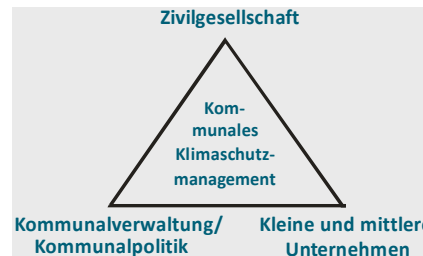 Zivilgesellschaft
Kom-
munales
Klimaschutz-
management
Kommunalverwaltung/
Kommunalpolitik
Kleine und mittlere
Unternehmen